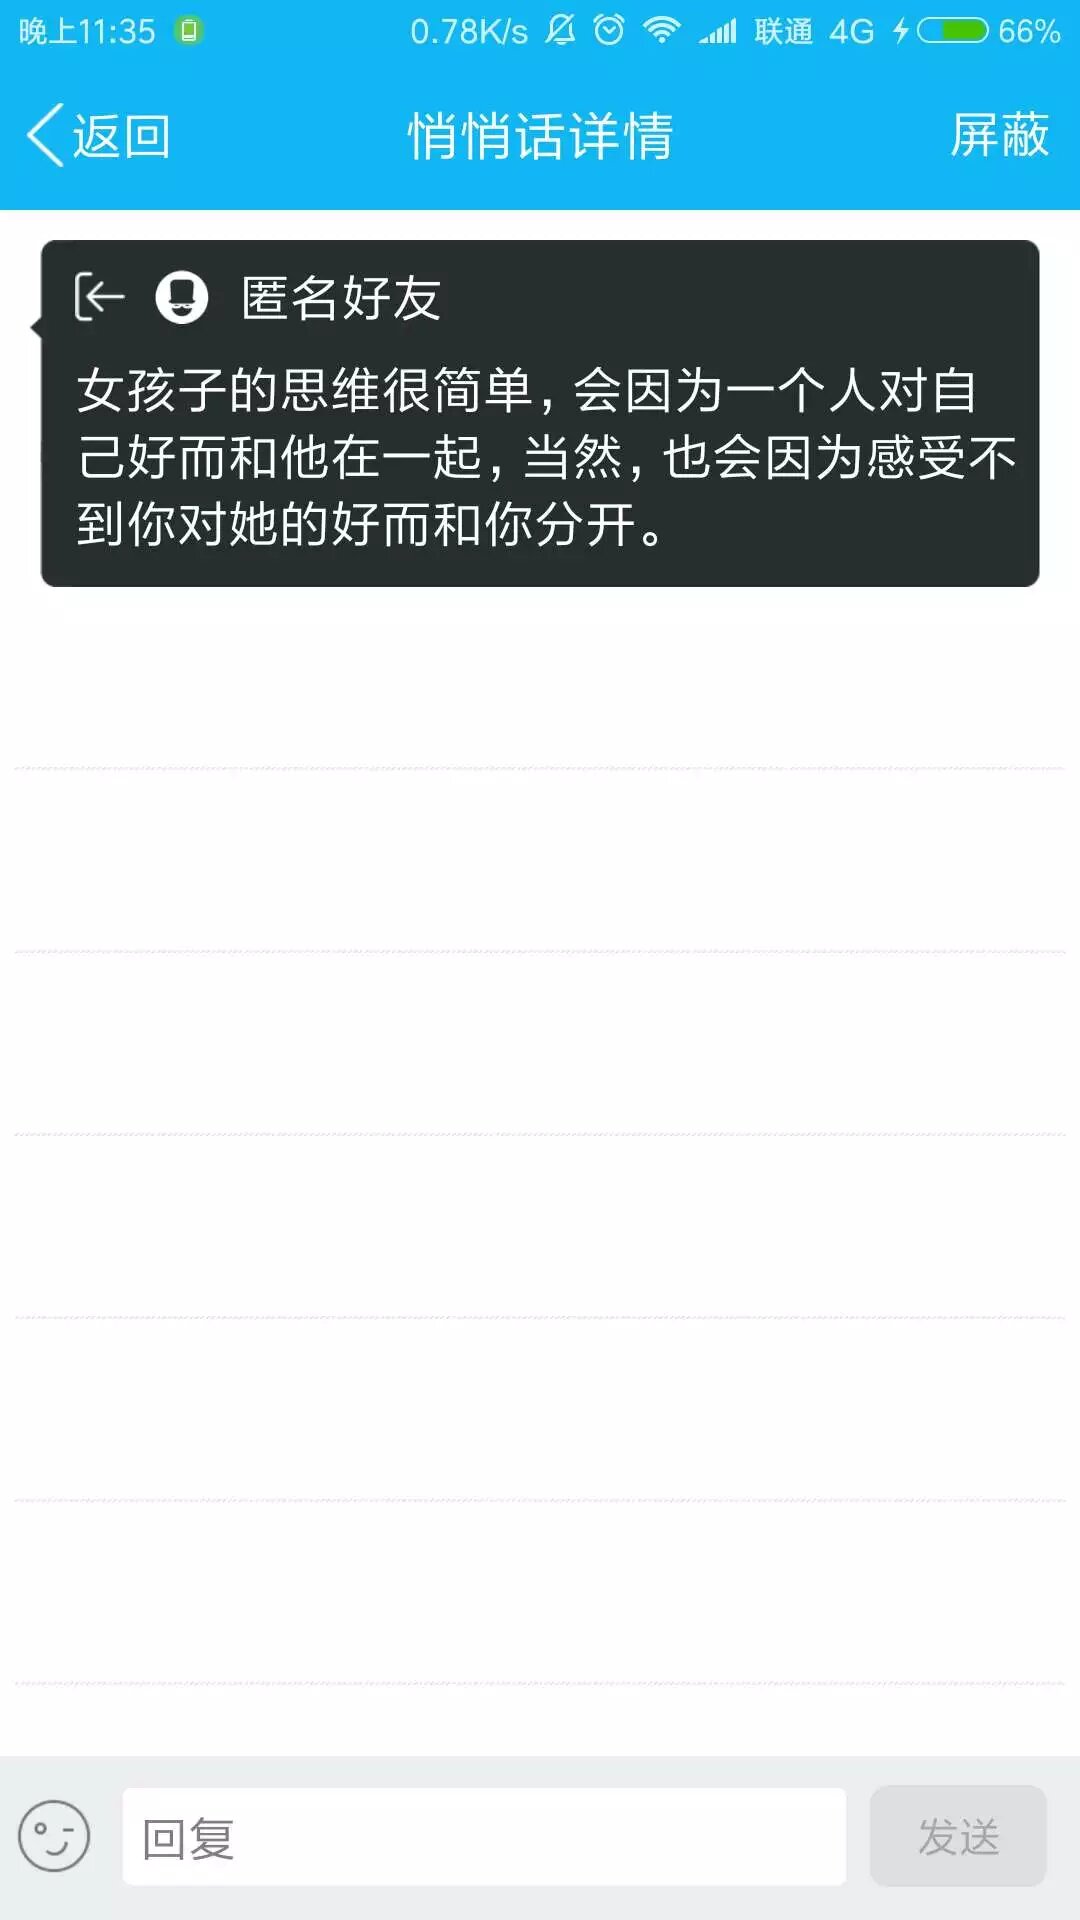 晚上11:35 0.78K/s 联通 4G 66%
返回 悄悄话详情 屏蔽
匿名好友
女孩子的思维很简单,会因为一个人对自
己好而和他在一起,当然,也会因为感受不
到你对她的好而和你分开。
回复 发送